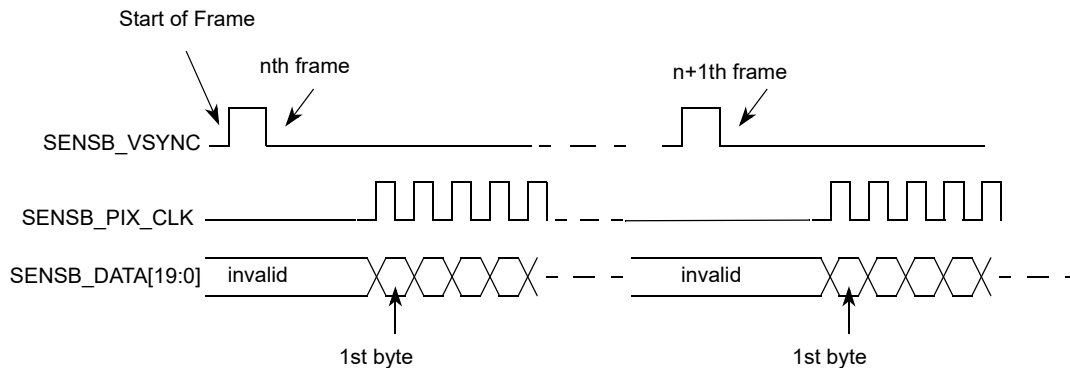 Start of Frame
nth frame
n+1th frame
SENSB_VSYNC
SENSB_PIX_CLK
SENSB_DATA[19:0]
invalid
invalid
1st byte
1st byte